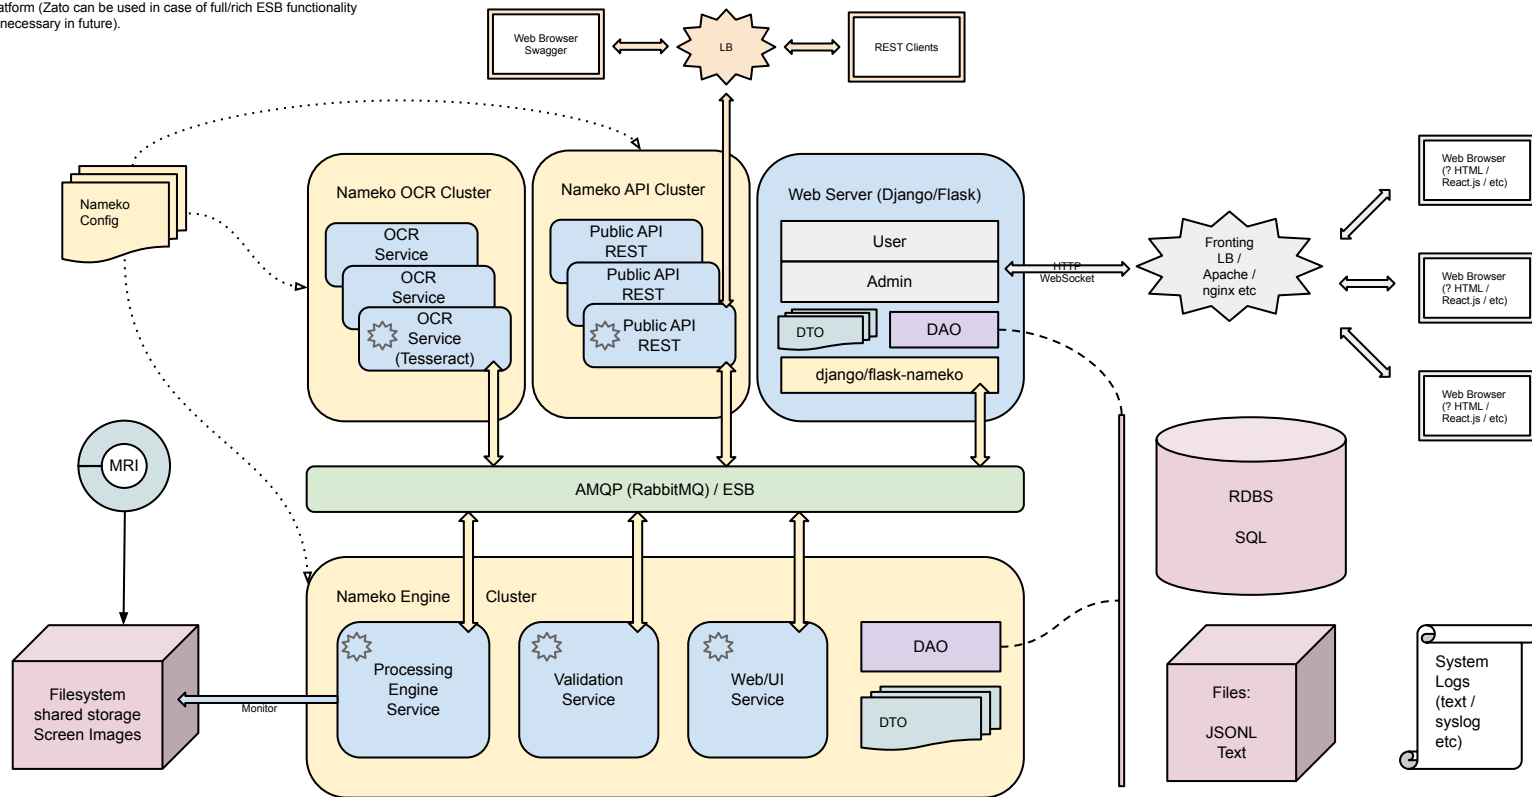 atform (Zato can be used in case of full/rich ESB functionality
necessary in future).
Web Browser
Swagger
LB
REST Clients
Nameko
Config
Nameko OCR Cluster
OCR
Service
OCR
Service
OCR
Service
(Tesseract)
Nameko API Cluster
Public API
REST
Public API
REST
Public API
REST
Web Server (Django/Flask)
User
Admin
DTO
DAO
django/flask-nameko
HTTP
WebSocket
Fronting
LB /
Apache /
nginx etc
Web Browser
(? HTML /
React.js / etc)
Web Browser
(? HTML /
React.js / etc)
Web Browser
(? HTML /
React.js / etc)
MRI
AMQP (RabbitMQ) / ESB
RDBS
SQL
Nameko Engine Cluster
Processing
Engine
Service
Validation
Service
Web/UI
Service
DAO
DTO
Monitor
Filesystem
shared storage
Screen Images
Files:
JSONL
Text
System
Logs
(text /
syslog
etc)